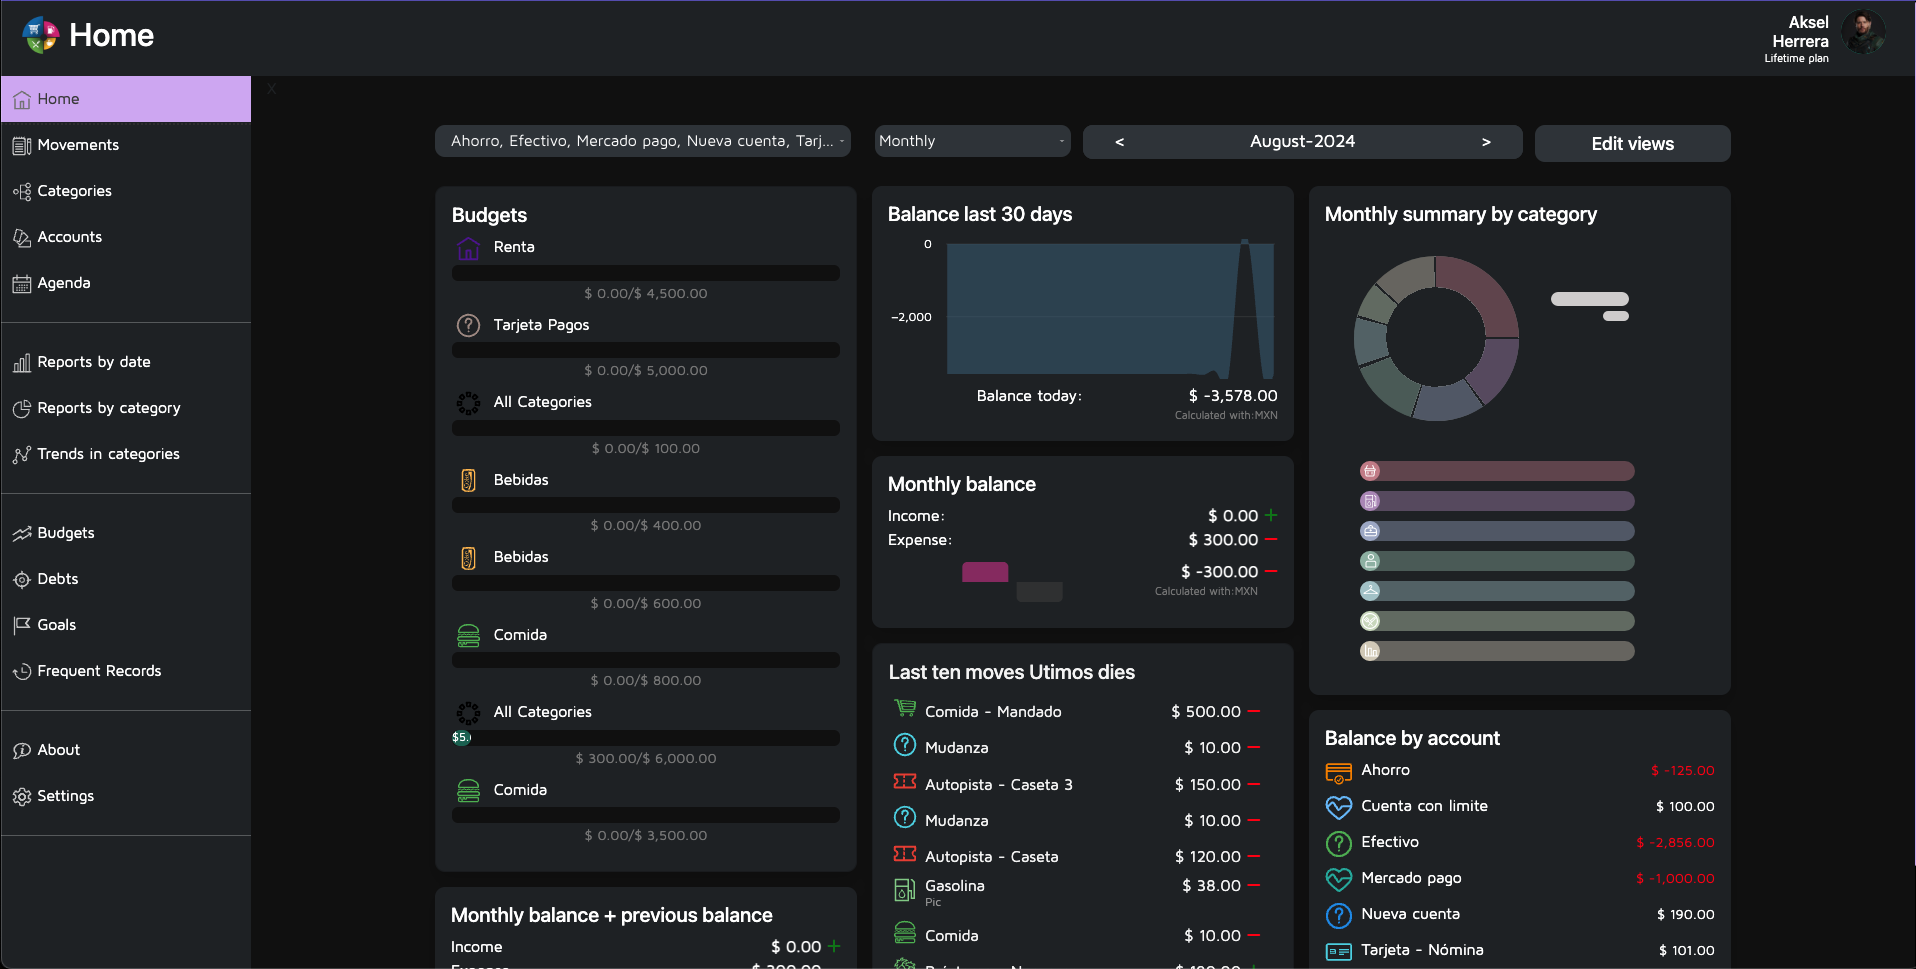 Home
Aksel
Herrera
Lifetime plan
Home
Movements
Categories
Accounts
Agenda
Reports by date
Reports by category
Trends in categories
Budgets
Debts
Goals
Frequent Records
About
Settings
X
Ahorro, Efectivo, Mercado pago, Nueva cuenta, Tarj...
Monthly
< August-2024 >
Edit views
Budgets
Renta
$ 0.00/$ 4,500.00
Tarjeta Pagos
$ 0.00/$ 5,000.00
All Categories
$ 0.00/$ 100.00
Bebidas
$ 0.00/$ 400.00
Bebidas
$ 0.00/$ 600.00
Comida
$ 0.00/$ 800.00
All Categories
$5.
$ 300.00/$ 6,000.00
Comida
$ 0.00/$ 3,500.00
Monthly balance + previous balance
Income $ 0.00 +
Balance last 30 days
0
−2,000
Balance today: $ -3,578.00
Calculated with:MXN
Monthly balance
Income: $ 0.00 +
Expense: $ 300.00 −
$ -300.00 −
Calculated with:MXN
Last ten moves Utimos dies
Comida - Mandado $ 500.00 −
Mudanza $ 10.00 −
Autopista - Caseta 3 $ 150.00 −
Mudanza $ 10.00 −
Autopista - Caseta $ 120.00 −
Gasolina $ 38.00 −
Pic
Comida $ 10.00 −
Monthly summary by category
Balance by account
Ahorro $ -125.00
Cuenta con limite $ 100.00
Efectivo $ -2,856.00
Mercado pago $ -1,000.00
Nueva cuenta $ 190.00
Tarjeta - Nómina $ 101.00